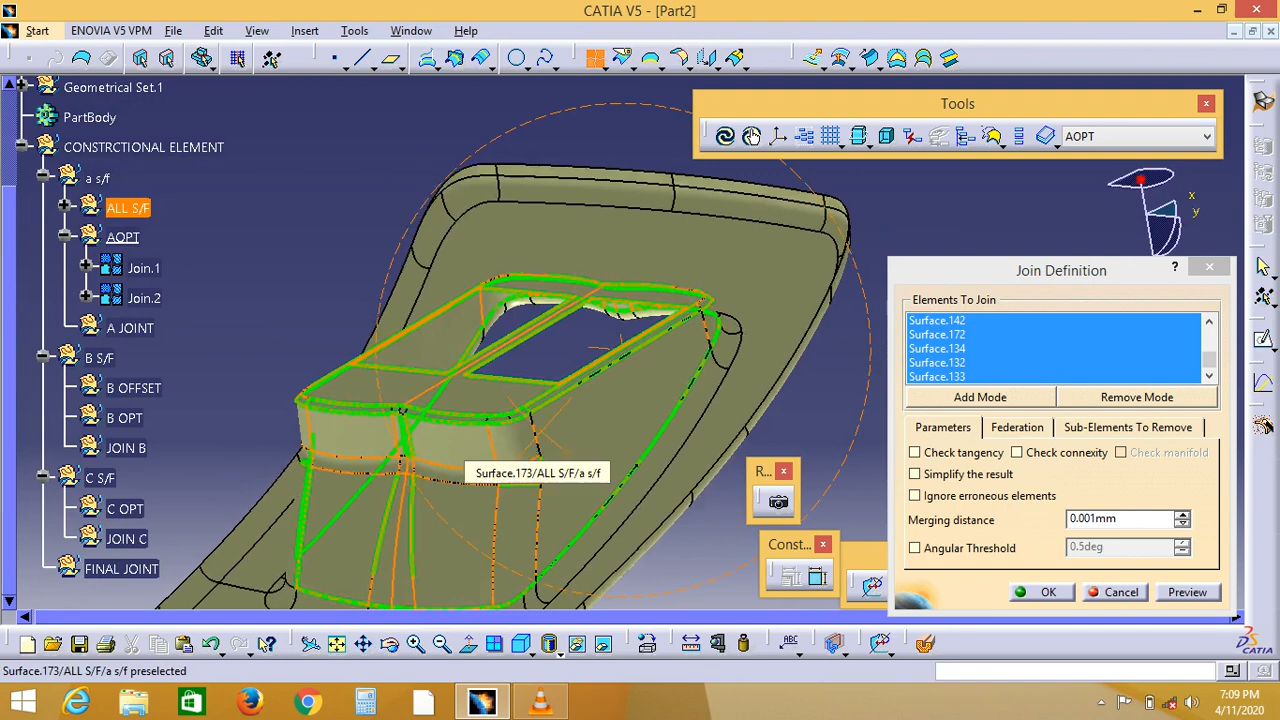 CATIA V5 - [Part2]
Start
ENOVIA V5 VPM
File
Edit
View
Insert
Tools
Window
Help
Geometrical Set.1
PartBody
CONSTRCTIONAL ELEMENT
a s/f
ALL S/F
AOPT
Join.1
Join.2
A JOINT
B S/F
B OFFSET
B OPT
JOIN B
C S/F
C OPT
JOIN C
FINAL JOINT
Tools
AOPT
x
y
Surface.173/ALL S/F/a s/f
R...
Const...
Join Definition
?
Elements To Join
Surface.142
Surface.172
Surface.134
Surface.132
Surface.133
Add Mode
Remove Mode
Parameters
Federation
Sub-Elements To Remove
Check tangency
Check connexity
Check manifold
Simplify the result
Ignore erroneous elements
Merging distance
0.001mm
Angular Threshold
0.5deg
OK
Cancel
Preview
ABC
CATIA
Surface.173/ALL S/F/a s/f preselected
7:09 PM
4/11/2020